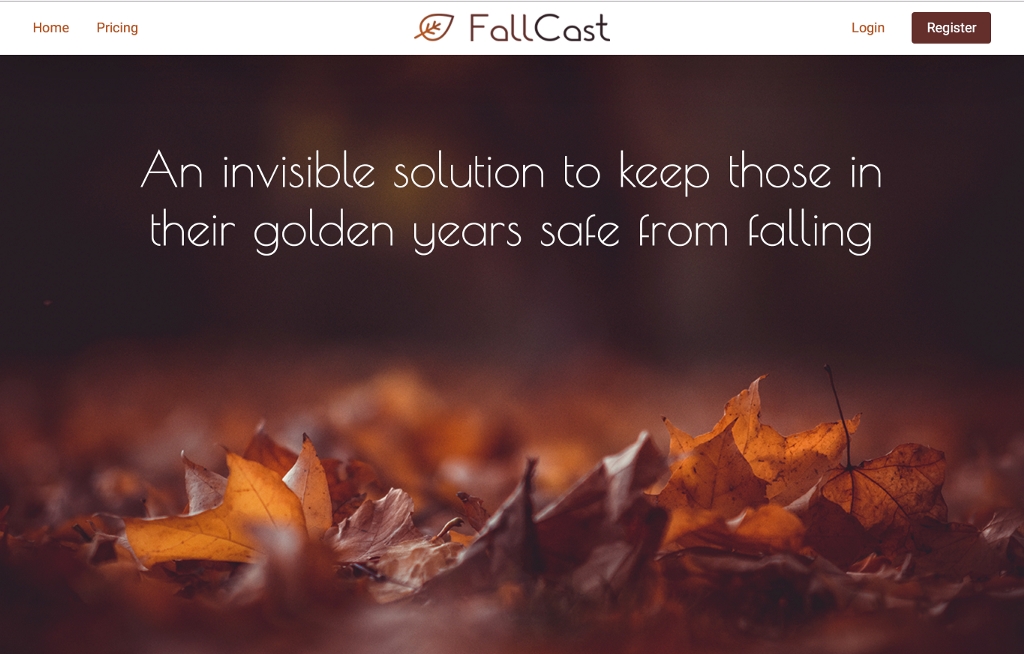 Home Pricing FallCast Login Register
An invisible solution to keep those in
their golden years safe from falling